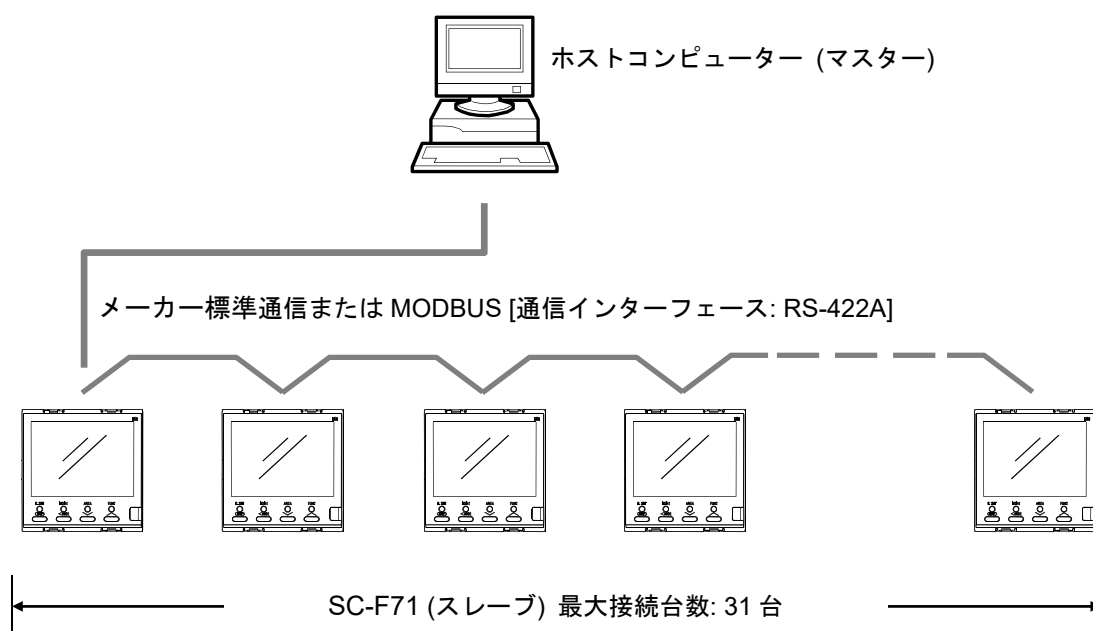 ホストコンピューター (マスター)
メーカー標準通信または MODBUS [通信インターフェース: RS-422A]
SC-F71 (スレーブ) 最大接続台数: 31 台